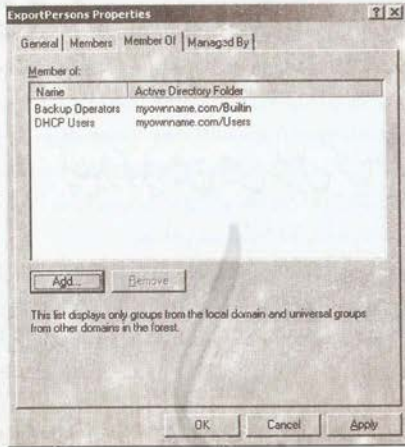 ExportPersons Properties
General Members Member Of Managed By
Member of:
Name Active Directory Folder
Backup Operators myownname.com/Builtin
DHCP Users myownname.com/Users
Add... Remove
This list displays only groups from the local domain and universal groups
from other domains in the forest.
OK Cancel Apply